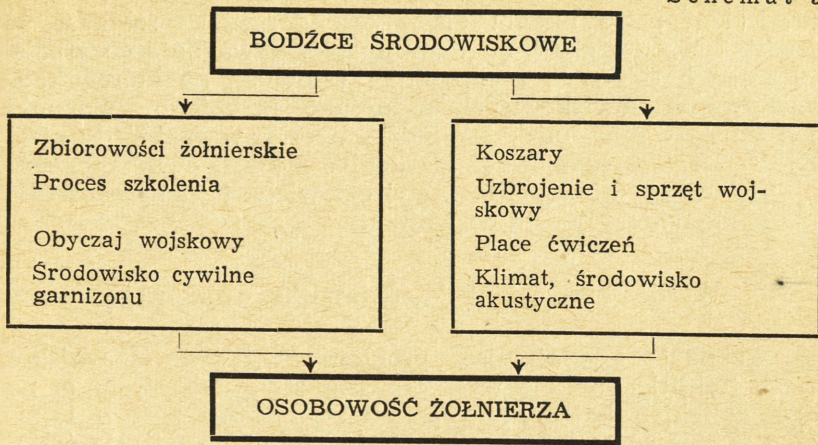 Schemat
BODŹCE ŚRODOWISKOWE
Zbiorowości żołnierskie
Proces szkolenia
Obyczaj wojskowy
Środowisko cywilne
garnizonu
Koszary
Uzbrojenie i sprzęt woj-
skowy
Place ćwiczeń
Klimat, środowisko
akustyczne
OSOBOWOŚĆ ŻOŁNIERZA